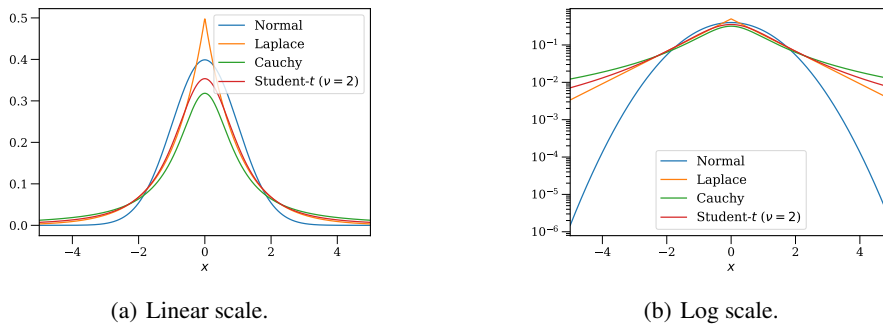 0.5
0.4
0.3
0.2
0.1
0.0
−4
−2
0
2
4
x
Normal
Laplace
Cauchy
Student-t (ν = 2)
(a) Linear scale.
10⁻¹
10⁻²
10⁻³
10⁻⁴
10⁻⁵
10⁻⁶
−4
−2
0
2
4
x
Normal
Laplace
Cauchy
Student-t (ν = 2)
(b) Log scale.